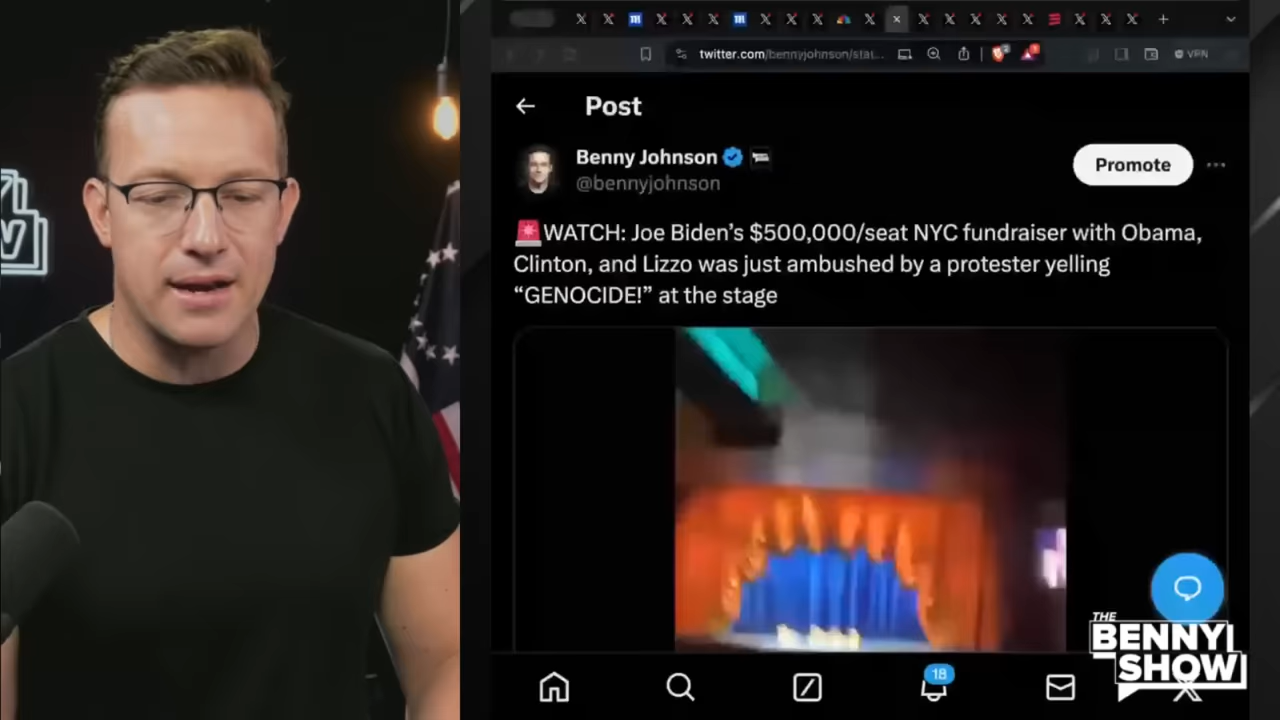 twitter.com/bennyjohnson/stat...
VPN
Post
Benny Johnson
@bennyjohnson
Promote
🚨WATCH: Joe Biden’s $500,000/seat NYC fundraiser with Obama,
Clinton, and Lizzo was just ambushed by a protester yelling
“GENOCIDE!” at the stage
THE
BENNY
SHOW
18